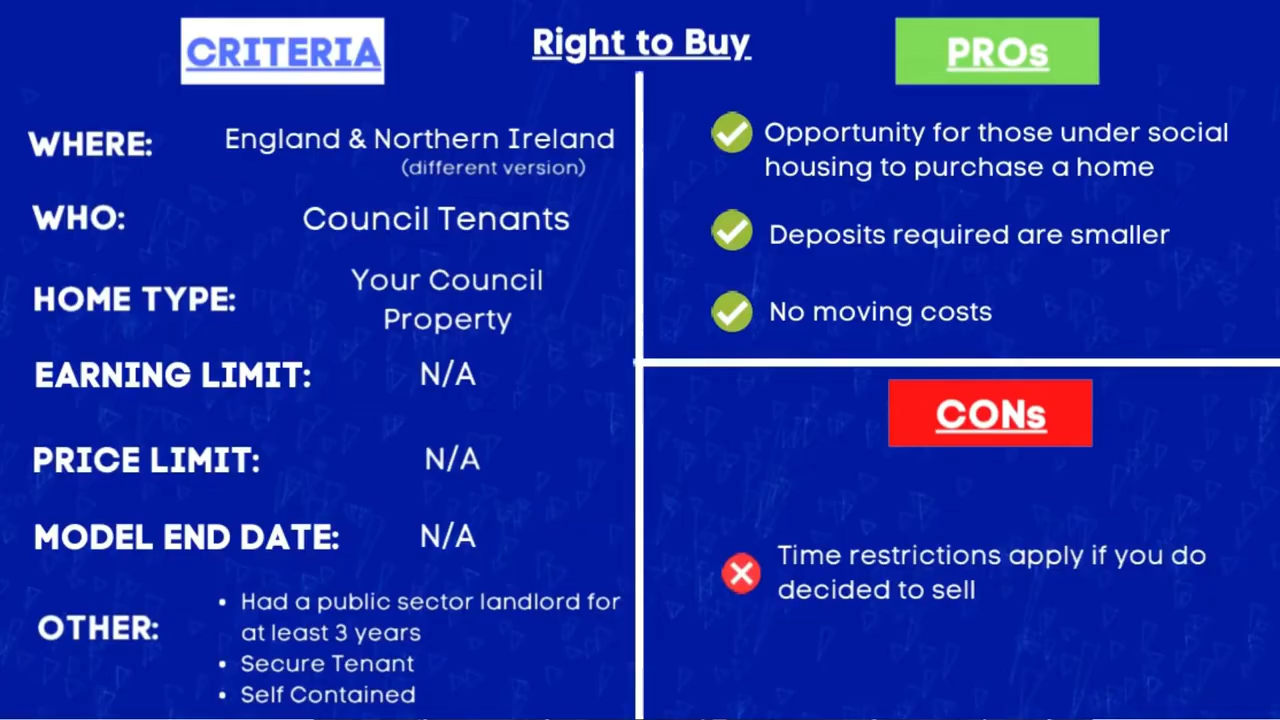 Right to Buy
CRITERIA
WHERE: England & Northern Ireland
(different version)
WHO: Council Tenants
HOME TYPE: Your Council
Property
EARNING LIMIT: N/A
PRICE LIMIT: N/A
MODEL END DATE: N/A
OTHER:
• Had a public sector landlord for
at least 3 years
• Secure Tenant
• Self Contained
PROs
Opportunity for those under social
housing to purchase a home
Deposits required are smaller
No moving costs
CONs
Time restrictions apply if you do
decided to sell